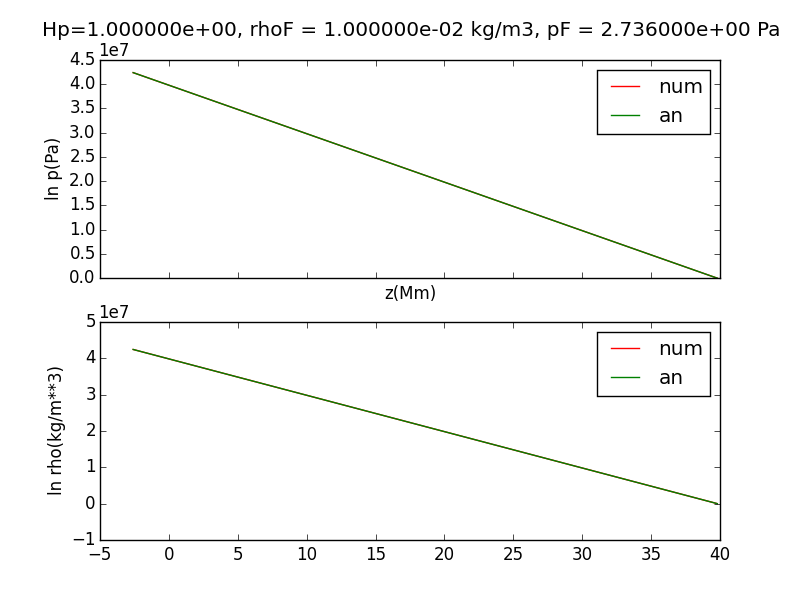 Hp=1.000000e+00, rhoF = 1.000000e-02 kg/m3, pF = 2.736000e+00 Pa
1e7
4.5
4.0
3.5
3.0
2.5
2.0
1.5
1.0
0.5
0.0
ln p(Pa)
num
an
z(Mm)
1e7
5
4
3
2
1
0
−1
ln rho(kg/m**3)
num
an
−5 0 5 10 15 20 25 30 35 40